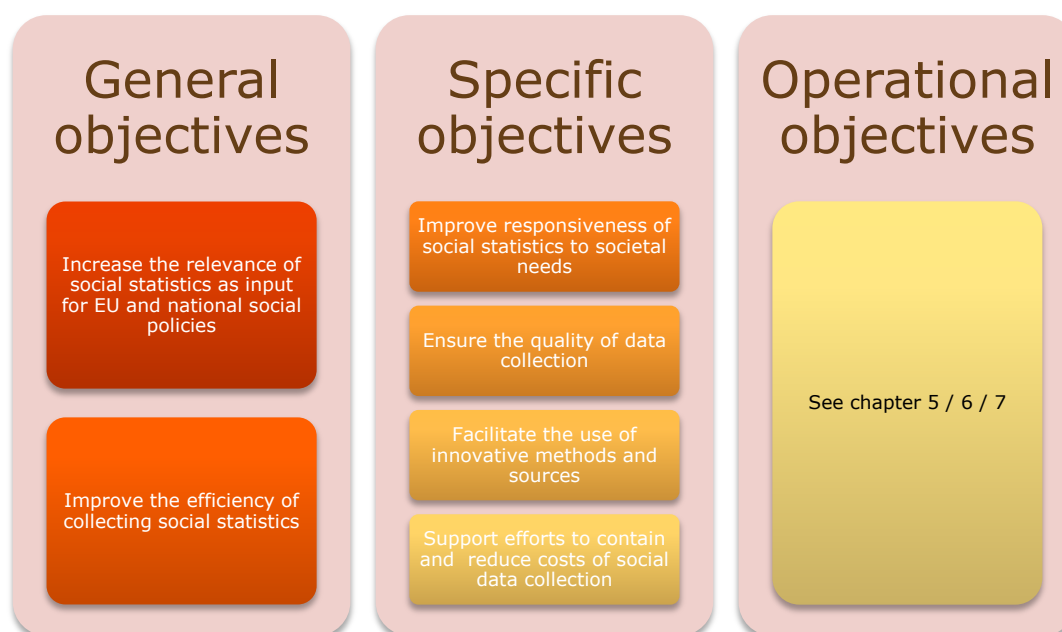 General
objectives
Increase the relevance of
social statistics as input
for EU and national social
policies
Improve the efficiency of
collecting social statistics
Specific
objectives
Improve responsiveness of
social statistics to societal
needs
Ensure the quality of data
collection
Facilitate the use of
innovative methods and
sources
Support efforts to contain
and  reduce costs of social
data collection
Operational
objectives
See chapter 5 / 6 / 7